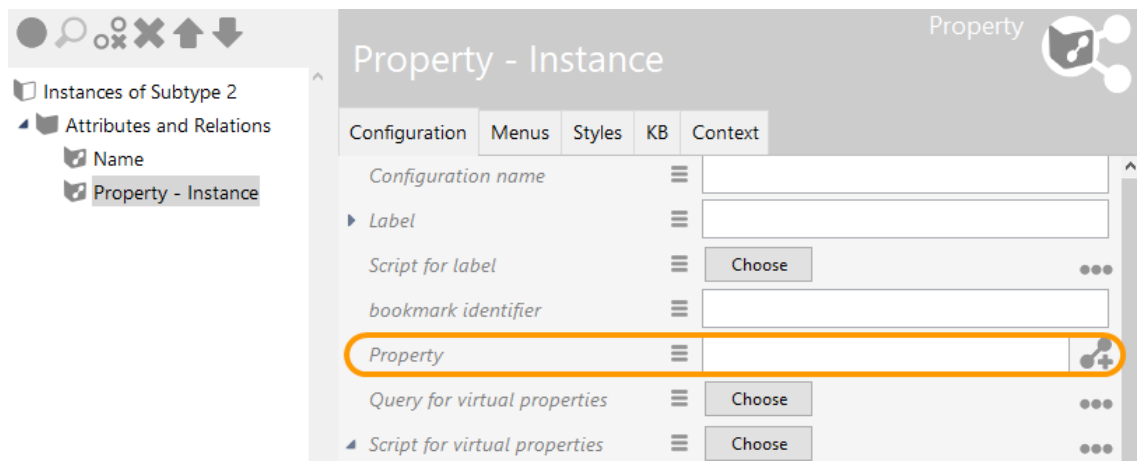 Property
Property - Instance
Instances of Subtype 2
Attributes and Relations
Name
Property - Instance
Configuration Menus Styles KB Context
Configuration name
Label
Script for label Choose
bookmark identifier
Property
Query for virtual properties Choose
Script for virtual properties Choose